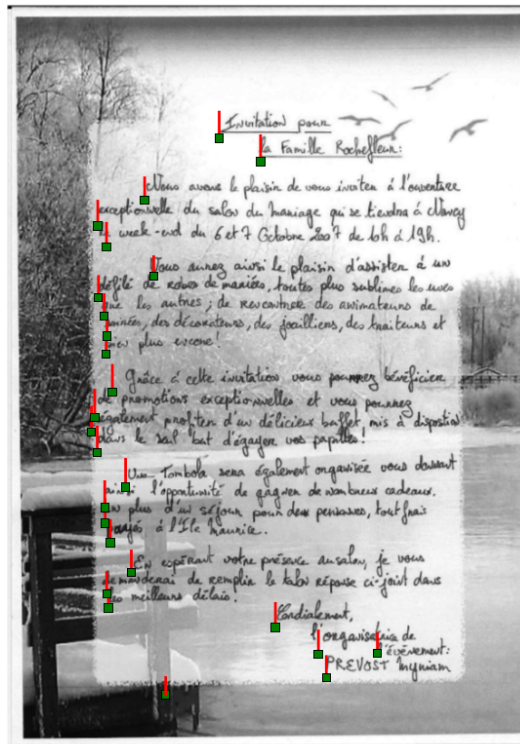 Invitation pour
la Famille Rochefleur:
Nous avons le plaisir de vous inviter à l'ouverture
exceptionnelle du salon du mariage qui se tiendra à Nancy
le week-end du 6 et 7 Octobre 2007 de 10h à 19h.
Vous aurez aussi le plaisir d'assister à un
défilé de robes de mariées, toutes plus sublimes les unes
que les autres, de rencontrer des animateurs de
soirées, des décorateurs, des joailliers, des traiteurs et
bien plus encore!
Grâce à cette invitation vous pourrez bénéficier
de promotions exceptionnelles et vous pourrez
également profiter d'un délicieux buffet mis à disposition
dans le seul but d'égayer vos papilles!
Une Tombola sera également organisée vous donnant
ainsi l'opportunité de gagner de nombreux cadeaux.
en plus d'un séjour pour deux personnes, tout frais
payés à l'Ile Maurice.
En espérant votre présence au salon, je vous
demanderai de remplir le talon réponse ci-joint dans
les meilleurs délais.
Cordialement,
l'organisatrice de
l'événement:
PREVOST Myriam